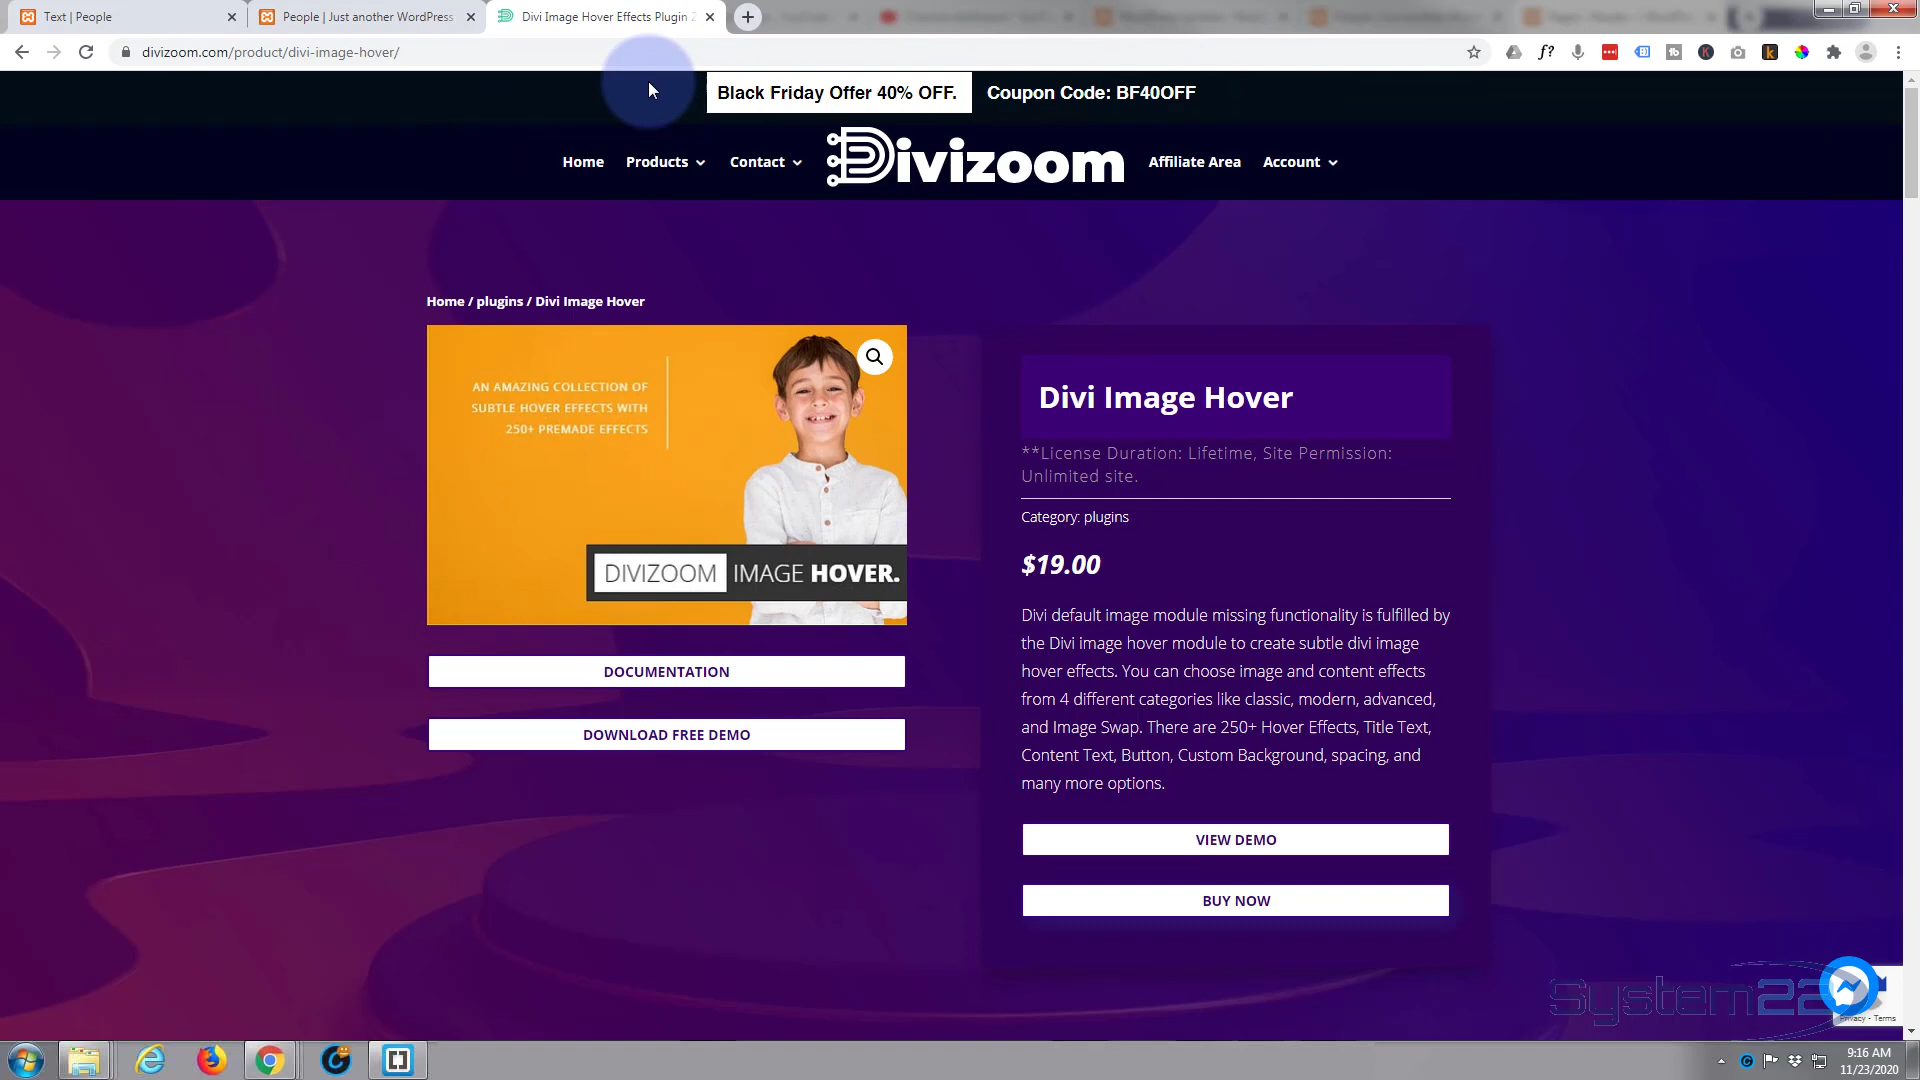 Text | People
People | Just another WordPress
Divi Image Hover Effects Plugin 2
divizoom.com/product/divi-image-hover/
Black Friday Offer 40% OFF. Coupon Code: BF40OFF
Home Products Contact Divizoom Affiliate Area Account
Home / plugins / Divi Image Hover
AN AMAZING COLLECTION OF
SUBTLE HOVER EFFECTS WITH
250+ PREMADE EFFECTS
DIVIZOOM IMAGE HOVER.
DOCUMENTATION
DOWNLOAD FREE DEMO
Divi Image Hover
**License Duration: Lifetime, Site Permission:
Unlimited site.
Category: plugins
$19.00
Divi default image module missing functionality is fulfilled by
the Divi image hover module to create subtle divi image
hover effects. You can choose image and content effects
from 4 different categories like classic, modern, advanced,
and Image Swap. There are 250+ Hover Effects, Title Text,
Content Text, Button, Custom Background, spacing, and
many more options.
VIEW DEMO
BUY NOW
System22
Privacy - Terms
9:16 AM
11/23/2020